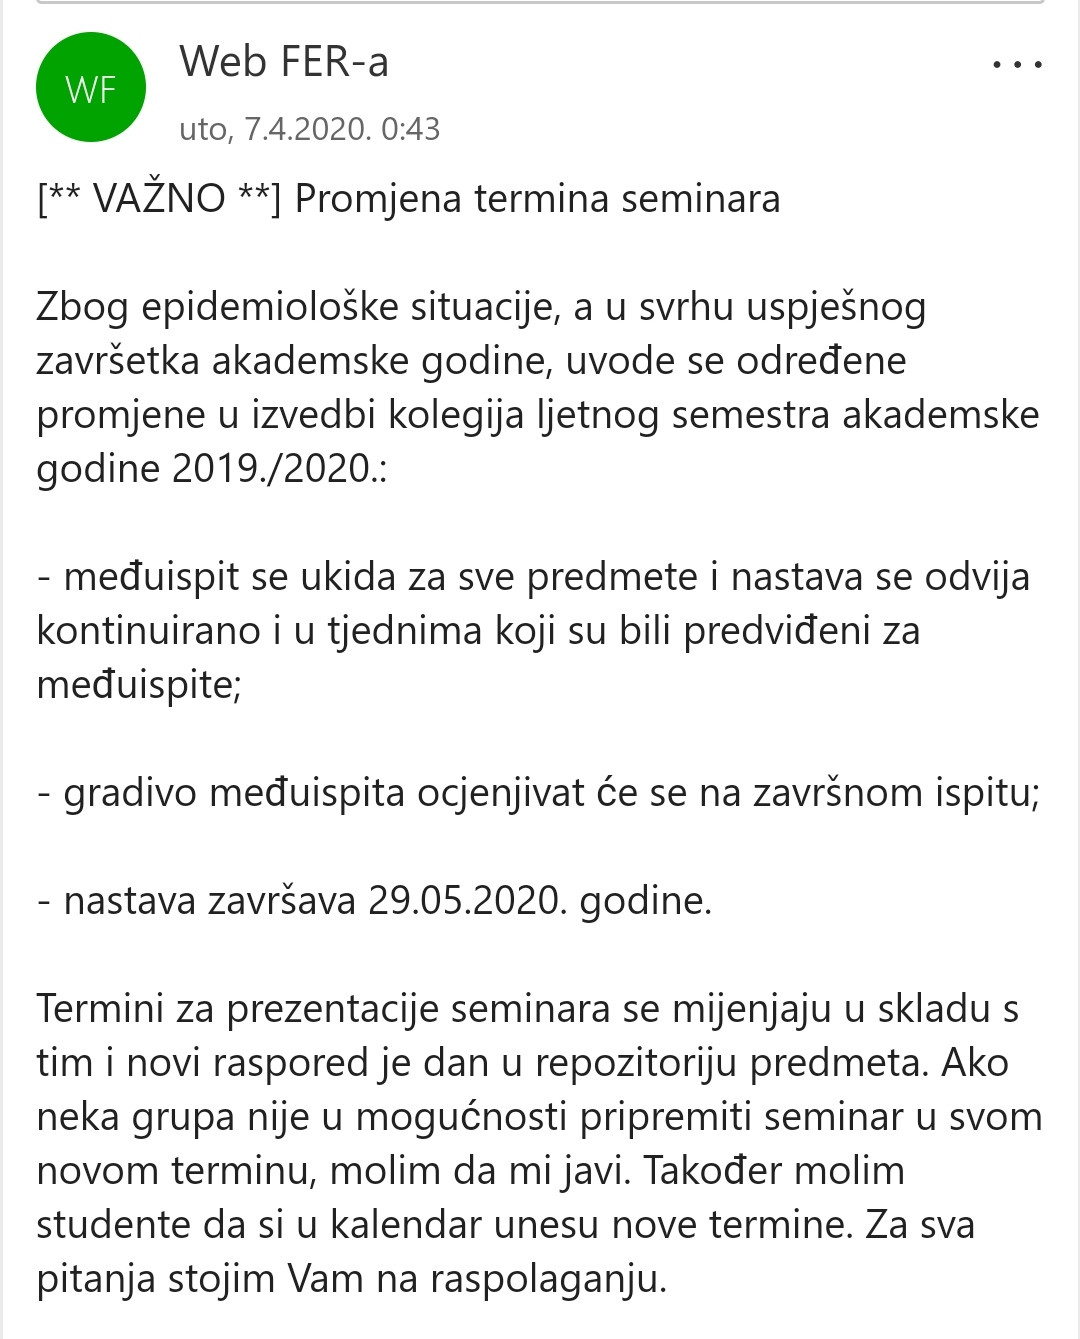 WF
Web FER-a
uto, 7.4.2020. 0:43
[** VAŽNO **] Promjena termina seminara
Zbog epidemiološke situacije, a u svrhu uspješnog
završetka akademske godine, uvode se određene
promjene u izvedbi kolegija ljetnog semestra akademske
godine 2019./2020.:
- međuispit se ukida za sve predmete i nastava se odvija
kontinuirano i u tjednima koji su bili predviđeni za
međuispite;
- gradivo međuispita ocjenjivat će se na završnom ispitu;
- nastava završava 29.05.2020. godine.
Termini za prezentacije seminara se mijenjaju u skladu s
tim i novi raspored je dan u repozitoriju predmeta. Ako
neka grupa nije u mogućnosti pripremiti seminar u svom
novom terminu, molim da mi javi. Također molim
studente da si u kalendar unesu nove termine. Za sva
pitanja stojim Vam na raspolaganju.